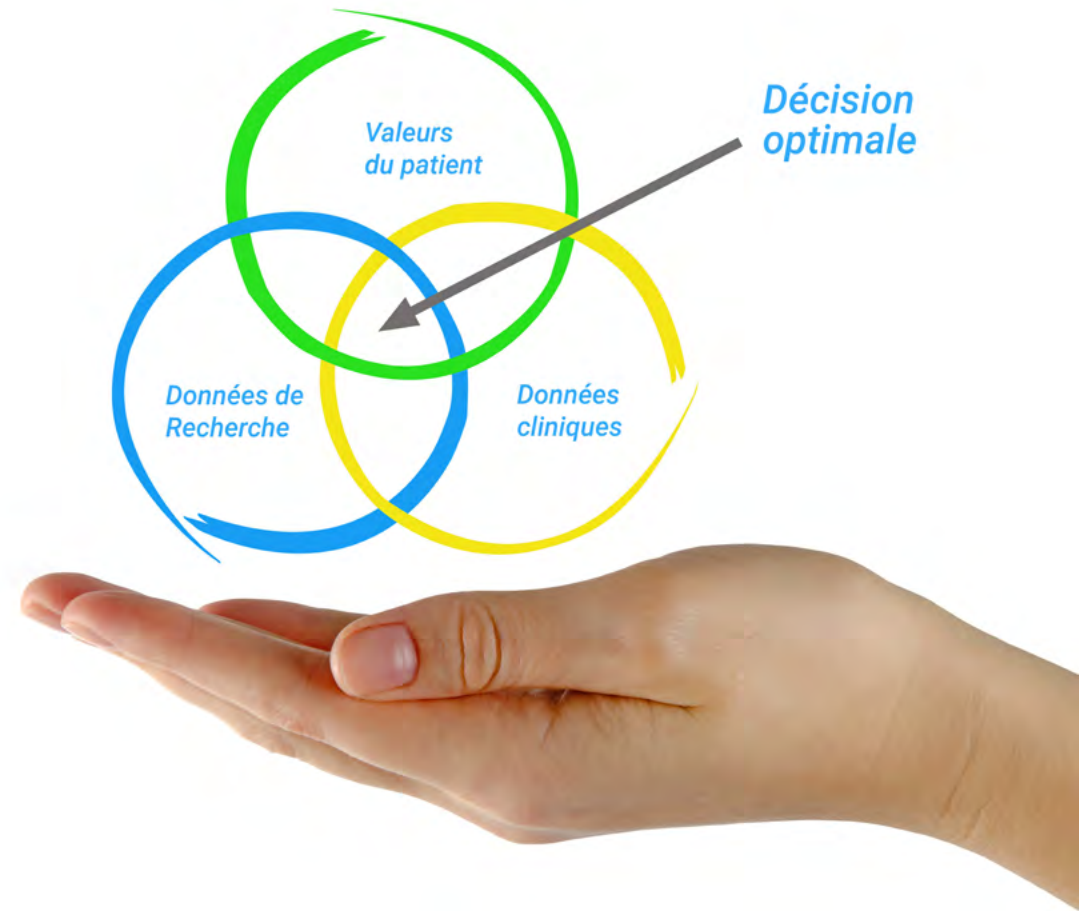 Valeurs
du patient
Décision
optimale
Données de
Recherche
Données
cliniques